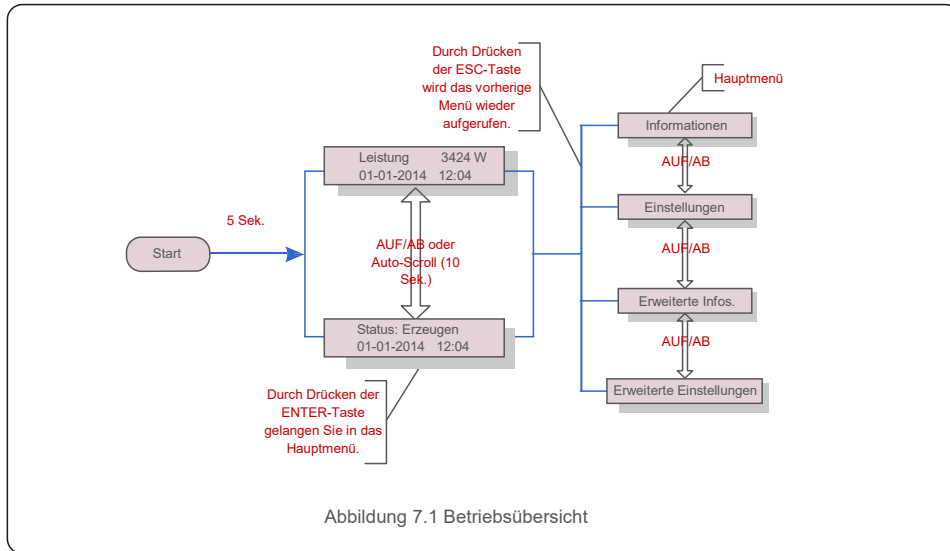 Durch Drücken
der ESC-Taste
wird das vorherige
Menü wieder
aufgerufen.
Hauptmenü
Informationen
Leistung 3424 W
01-01-2014 12:04
AUF/AB
Einstellungen
5 Sek.
Start
AUF/AB oder
Auto-Scroll (10
Sek.)
AUF/AB
Erweiterte Infos.
Status: Erzeugen
01-01-2014 12:04
AUF/AB
Erweiterte Einstellungen
Durch Drücken der
ENTER-Taste
gelangen Sie in das
Hauptmenü.
Abbildung 7.1 Betriebsübersicht